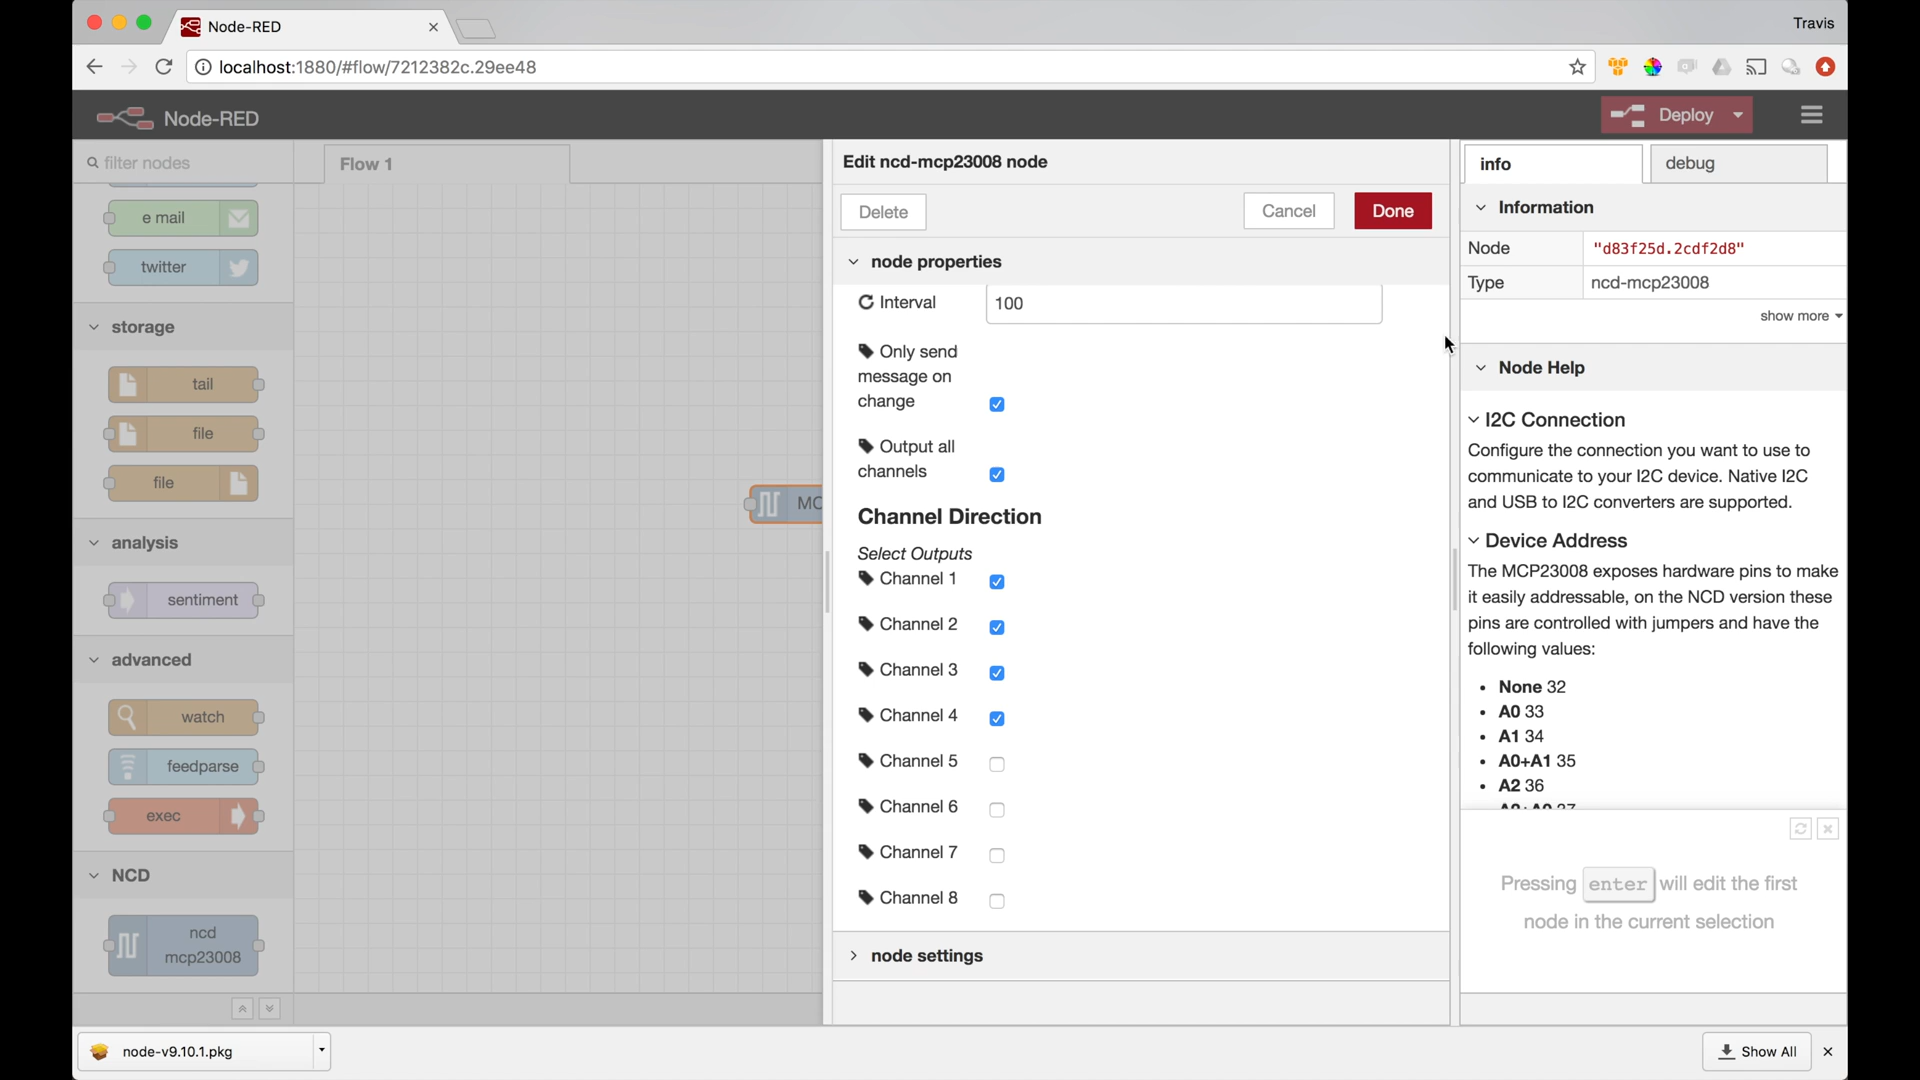 Node-RED
Travis
localhost:1880/#flow/7212382c.29ee48
Node-RED
Deploy
filter nodes
e mail
twitter
storage
tail
file
file
analysis
sentiment
advanced
watch
feedparse
exec
NCD
ncd
mcp23008
Flow 1
MC
Edit ncd-mcp23008 node
Delete
Cancel
Done
node properties
Interval
100
Only send
message on
change
Output all
channels
Channel Direction
Select Outputs
Channel 1
Channel 2
Channel 3
Channel 4
Channel 5
Channel 6
Channel 7
Channel 8
node settings
info
debug
Information
Node "d83f25d.2cdf2d8"
Type ncd-mcp23008
show more
Node Help
I2C Connection
Configure the connection you want to use to
communicate to your I2C device. Native I2C
and USB to I2C converters are supported.
Device Address
The MCP23008 exposes hardware pins to make
it easily addressable, on the NCD version these
pins are controlled with jumpers and have the
following values:
• None 32
• A0 33
• A1 34
• A0+A1 35
• A2 36
Pressing enter will edit the first
node in the current selection
node-v9.10.1.pkg
Show All